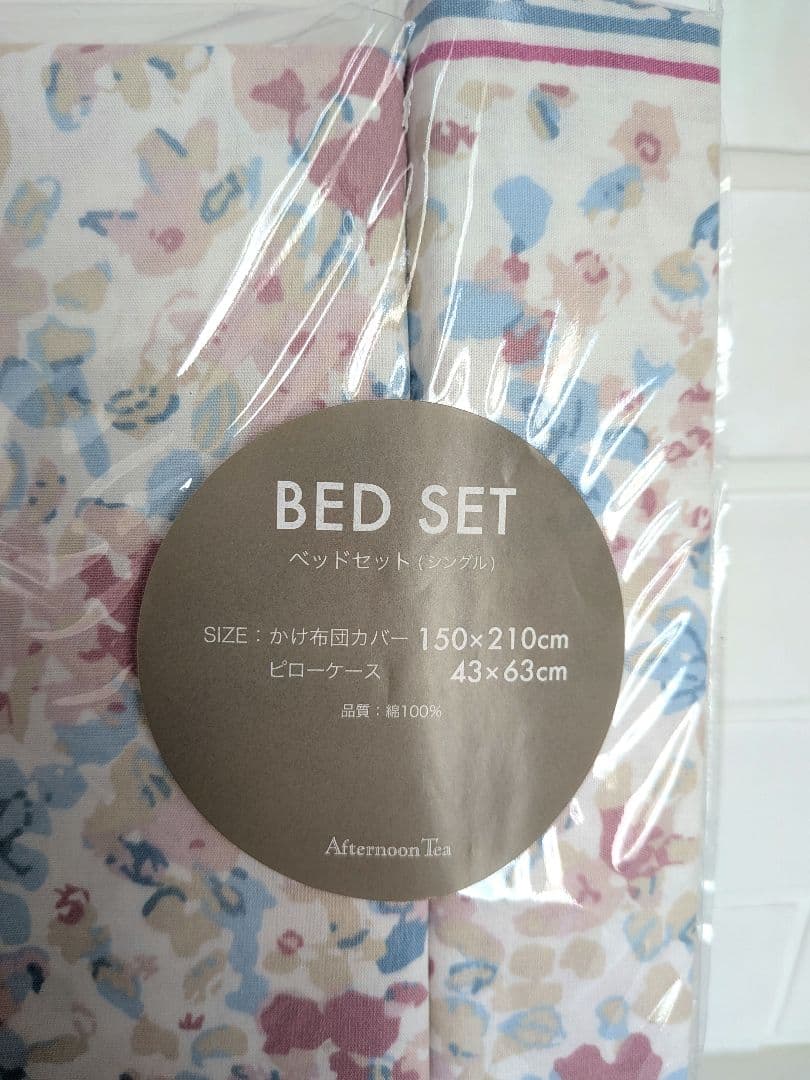 BED SET
ベッドセット(シングル)
SIZE：かけ布団カバー 150×210cm
ピローケース 43×63cm
品質：綿100%
Afternoon Tea